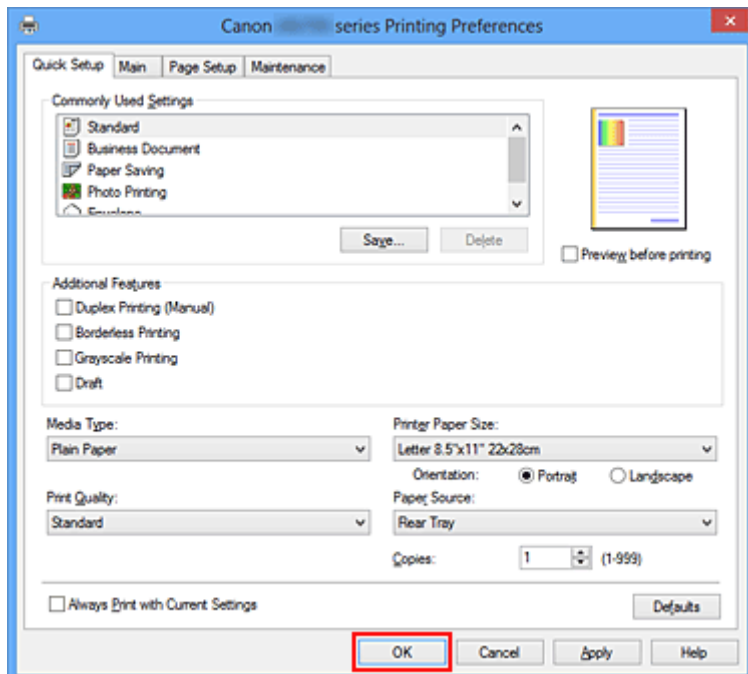 Canon series Printing Preferences
Quick Setup Main Page Setup Maintenance
Commonly Used Settings
Standard
Business Document
Paper Saving
Photo Printing
Envelope
Save... Delete
Preview before printing
Additional Features
Duplex Printing (Manual)
Borderless Printing
Grayscale Printing
Draft
Media Type:
Plain Paper
Printer Paper Size:
Letter 8.5"x11" 22x28cm
Orientation: Portrait Landscape
Print Quality:
Standard
Paper Source:
Rear Tray
Copies: 1 (1-999)
Always Print with Current Settings
Defaults
OK Cancel Apply Help